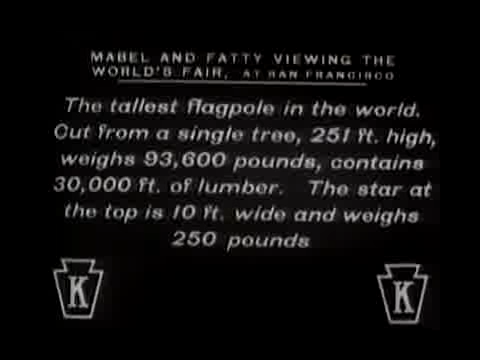 MABEL AND FATTY VIEWING THE
WORLD'S FAIR, AT SAN FRANCISCO
The tallest flagpole in the world.
Cut from a single tree, 251 ft. high,
weighs 93,600 pounds, contains
30,000 ft. of lumber. The star at
the top is 10 ft. wide and weighs
250 pounds
K
K